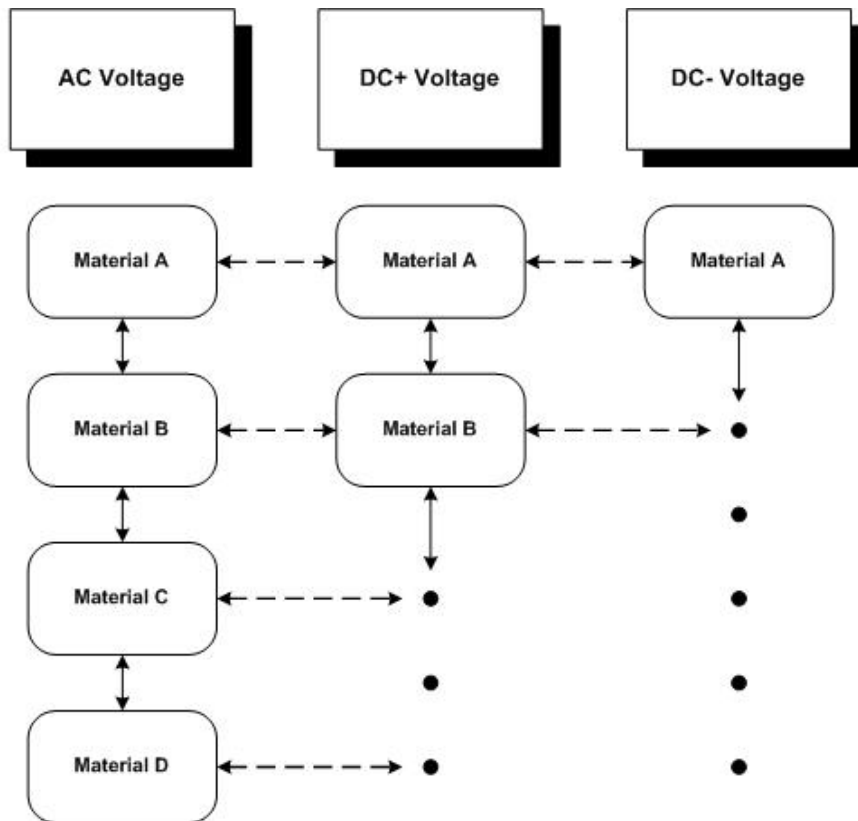 AC Voltage
DC+ Voltage
DC- Voltage
Material A
Material A
Material A
Material B
Material B
Material C
Material D